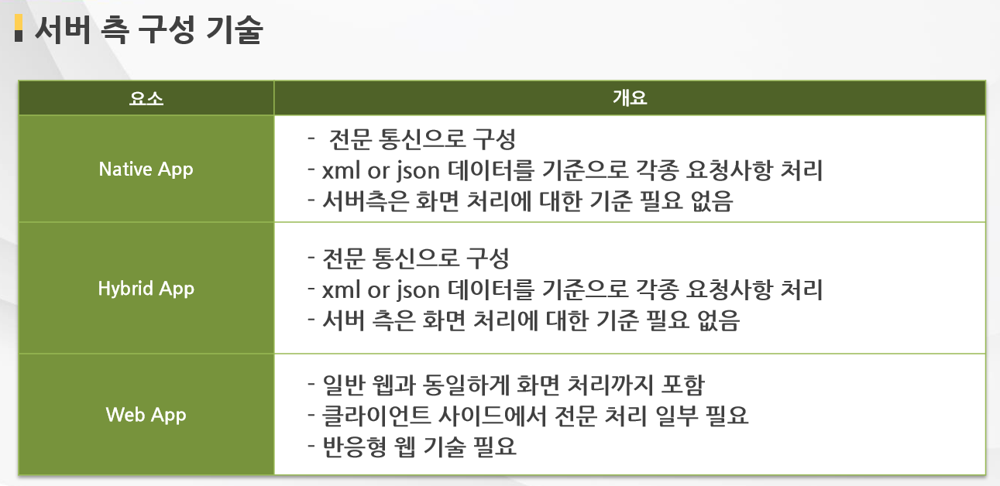 서버 측 구성 기술
요소
개요
Native App
- 전문 통신으로 구성
- xml or json 데이터를 기준으로 각종 요청사항 처리
- 서버측은 화면 처리에 대한 기준 필요 없음
Hybrid App
- 전문 통신으로 구성
- xml or json 데이터를 기준으로 각종 요청사항 처리
- 서버 측은 화면 처리에 대한 기준 필요 없음
Web App
- 일반 웹과 동일하게 화면 처리까지 포함
- 클라이언트 사이드에서 전문 처리 일부 필요
- 반응형 웹 기술 필요